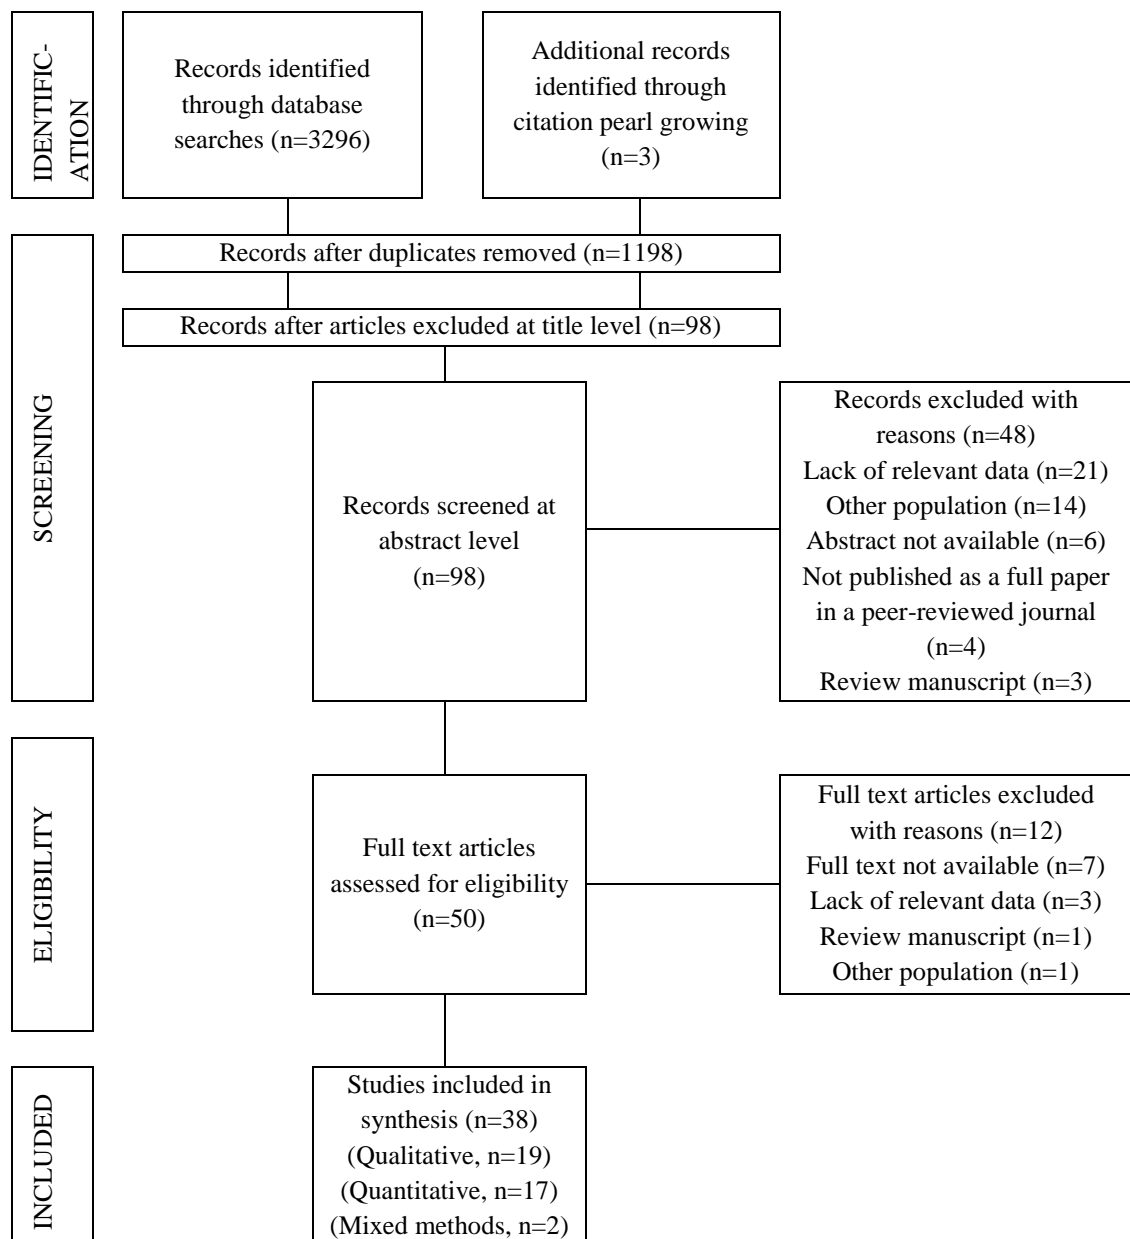 IDENTIFIC-
ATION
Records identified
through database
searches (n=3296)
Additional records
identified through
citation pearl growing
(n=3)
SCREENING
Records after duplicates removed (n=1198)
Records after articles excluded at title level (n=98)
Records screened at
abstract level
(n=98)
Records excluded with
reasons (n=48)
Lack of relevant data (n=21)
Other population (n=14)
Abstract not available (n=6)
Not published as a full paper
in a peer-reviewed journal
(n=4)
Review manuscript (n=3)
ELIGIBILITY
Full text articles
assessed for eligibility
(n=50)
Full text articles excluded
with reasons (n=12)
Full text not available (n=7)
Lack of relevant data (n=3)
Review manuscript (n=1)
Other population (n=1)
INCLUDED
Studies included in
synthesis (n=38)
(Qualitative, n=19)
(Quantitative, n=17)
(Mixed methods, n=2)